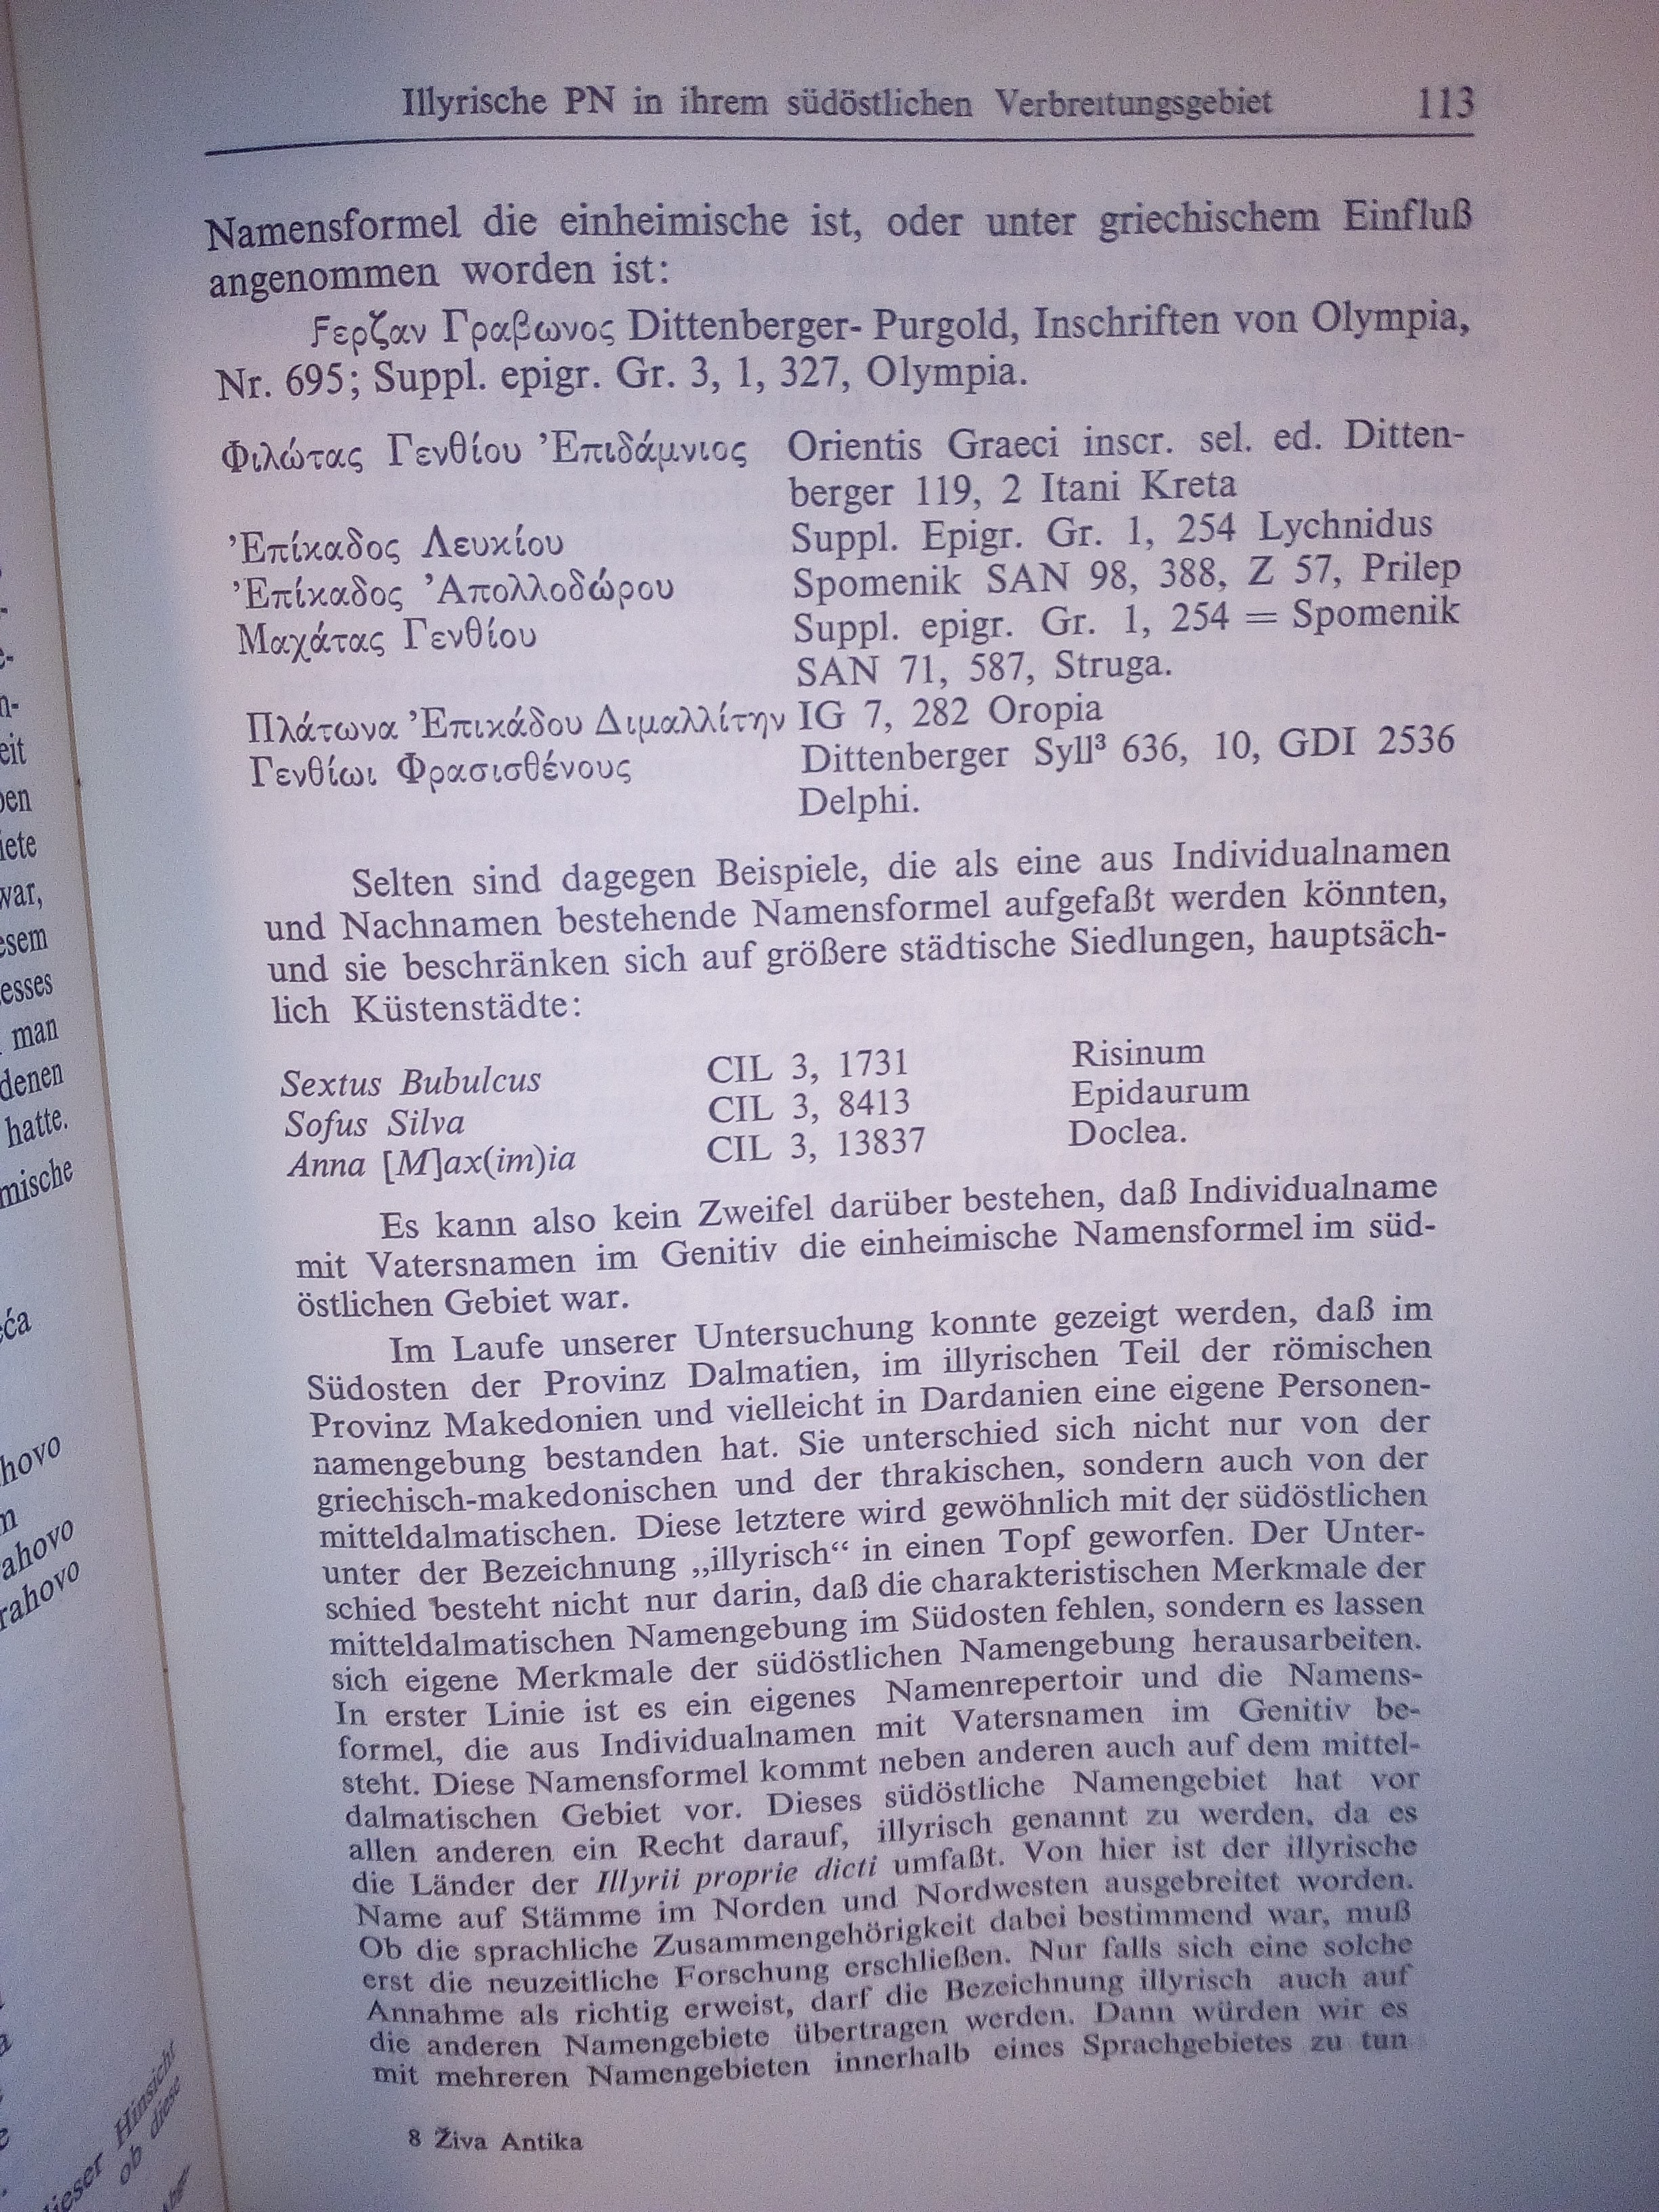 Illyrische PN in ihrem südöstlichen Verbreitungsgebiet 113
Namensformel die einheimische ist, oder unter griechischem Einfluß
angenommen worden ist:
Ϝερζαν Γραβωνος Dittenberger- Purgold, Inschriften von Olympia,
Nr. 695; Suppl. epigr. Gr. 3, 1, 327, Olympia.
Φιλώτας Γενθίου Ἐπιδάμνιος Orientis Graeci inscr. sel. ed. Ditten-
berger 119, 2 Itani Kreta
Ἐπίκαδος Λευκίου Suppl. Epigr. Gr. 1, 254 Lychnidus
Ἐπίκαδος Ἀπολλοδώρου Spomenik SAN 98, 388, Z 57, Prilep
Μαχάτας Γενθίου Suppl. epigr. Gr. 1, 254 = Spomenik
SAN 71, 587, Struga.
Πλάτωνα Ἐπικάδου Διμαλλίτην IG 7, 282 Oropia
Γενθίωι Φρασισθένους Dittenberger Syll³ 636, 10, GDI 2536
Delphi.
Selten sind dagegen Beispiele, die als eine aus Individualnamen
und Nachnamen bestehende Namensformel aufgefaßt werden könnten,
und sie beschränken sich auf größere städtische Siedlungen, hauptsäch-
lich Küstenstädte:
Sextus Bubulcus CIL 3, 1731 Risinum
Sofus Silva CIL 3, 8413 Epidaurum
Anna [M]ax(im)ia CIL 3, 13837 Doclea.
Es kann also kein Zweifel darüber bestehen, daß Individualname
mit Vatersnamen im Genitiv die einheimische Namensformel im süd-
östlichen Gebiet war.
Im Laufe unserer Untersuchung konnte gezeigt werden, daß im
Südosten der Provinz Dalmatien, im illyrischen Teil der römischen
Provinz Makedonien und vielleicht in Dardanien eine eigene Personen-
namengebung bestanden hat. Sie unterschied sich nicht nur von der
griechisch-makedonischen und der thrakischen, sondern auch von der
mitteldalmatischen. Diese letztere wird gewöhnlich mit der südöstlichen
unter der Bezeichnung „illyrisch“ in einen Topf geworfen. Der Unter-
schied besteht nicht nur darin, daß die charakteristischen Merkmale der
mitteldalmatischen Namengebung im Südosten fehlen, sondern es lassen
sich eigene Merkmale der südöstlichen Namengebung herausarbeiten.
In erster Linie ist es ein eigenes Namenrepertoir und die Namens-
formel, die aus Individualnamen mit Vatersnamen im Genitiv be-
steht. Diese Namensformel kommt neben anderen auch auf dem mittel-
dalmatischen Gebiet vor. Dieses südöstliche Namengebiet hat vor
allen anderen ein Recht darauf, illyrisch genannt zu werden, da es
die Länder der Illyrii proprie dicti umfaßt. Von hier ist der illyrische
Name auf Stämme im Norden und Nordwesten ausgebreitet worden.
Ob die sprachliche Zusammengehörigkeit dabei bestimmend war, muß
erst die neuzeitliche Forschung erschließen. Nur falls sich eine solche
Annahme als richtig erweist, darf die Bezeichnung illyrisch auch auf
die anderen Namengebiete übertragen werden. Dann würden wir es
mit mehreren Namengebieten innerhalb eines Sprachgebietes zu tun
8 Živa Antika